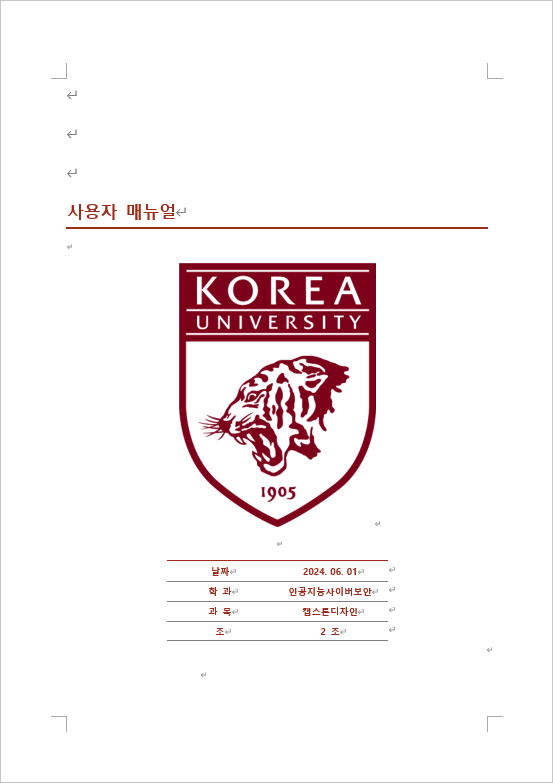 사용자 매뉴얼
KOREA
UNIVERSITY
1905
날짜 2024. 06. 01
학 과 인공지능사이버보안
과 목 캡스톤디자인
조 2 조